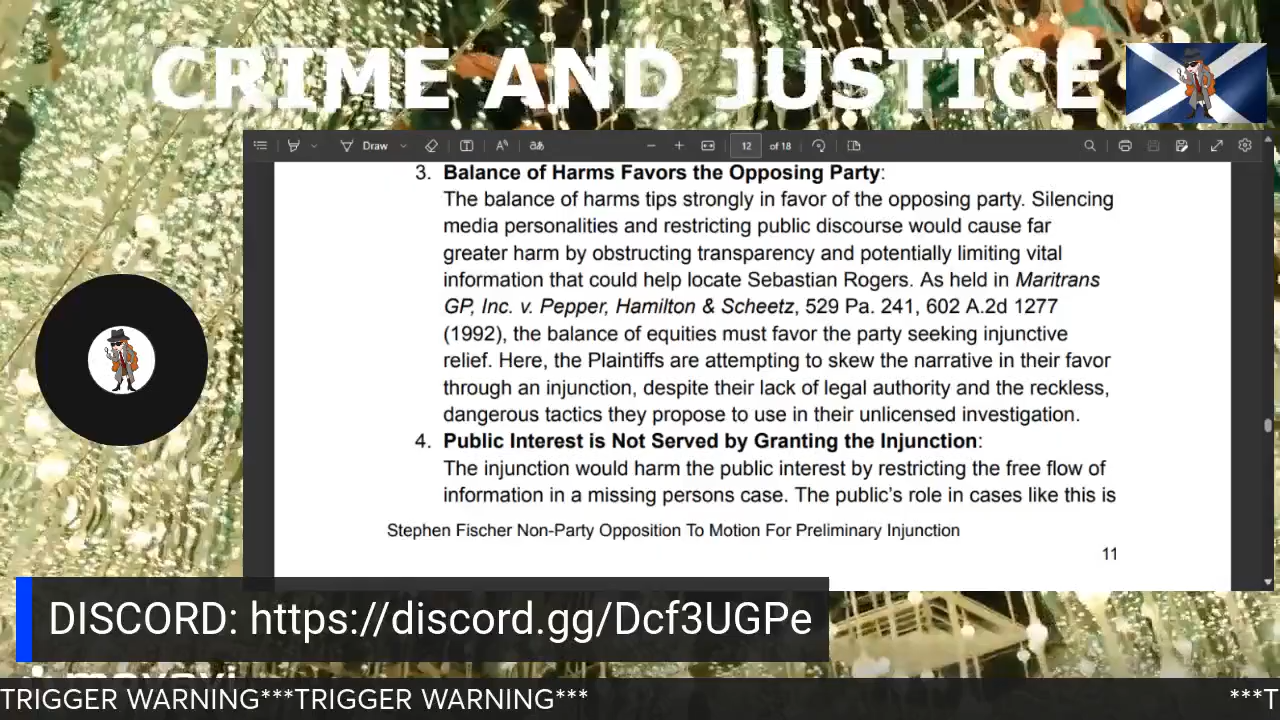 CRIME AND JUSTICE
Draw
12
of 18
3. Balance of Harms Favors the Opposing Party:
The balance of harms tips strongly in favor of the opposing party. Silencing
media personalities and restricting public discourse would cause far
greater harm by obstructing transparency and potentially limiting vital
information that could help locate Sebastian Rogers. As held in Maritrans
GP, Inc. v. Pepper, Hamilton & Scheetz, 529 Pa. 241, 602 A.2d 1277
(1992), the balance of equities must favor the party seeking injunctive
relief. Here, the Plaintiffs are attempting to skew the narrative in their favor
through an injunction, despite their lack of legal authority and the reckless,
dangerous tactics they propose to use in their unlicensed investigation.
4. Public Interest is Not Served by Granting the Injunction:
The injunction would harm the public interest by restricting the free flow of
information in a missing persons case. The public's role in cases like this is
Stephen Fischer Non-Party Opposition To Motion For Preliminary Injunction
11
DISCORD: https://discord.gg/Dcf3UGPe
TRIGGER WARNING***TRIGGER WARNING***
***T